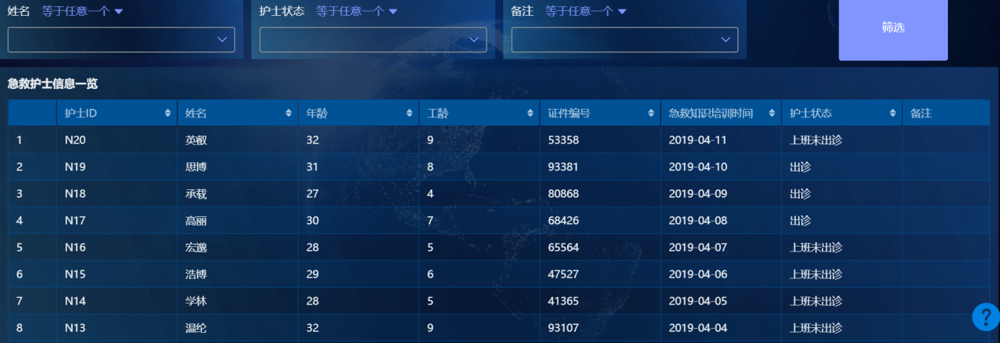 姓名 等于任意一个 护士状态 等于任意一个 备注 等于任意一个
筛选
急救护士信息一览
护士ID 姓名 年龄 工龄 证件编号 急救知识培训时间 护士状态 备注
1 N20 英叡 32 9 53358 2019-04-11 上班未出诊
2 N19 思博 31 8 93381 2019-04-10 出诊
3 N18 承载 27 4 80868 2019-04-09 出诊
4 N17 高丽 30 7 68426 2019-04-08 出诊
5 N16 宏邈 28 5 65564 2019-04-07 上班未出诊
6 N15 浩博 29 6 47527 2019-04-06 上班未出诊
7 N14 学林 28 5 41365 2019-04-05 上班未出诊
8 N13 温纶 32 9 93107 2019-04-04 上班未出诊
?